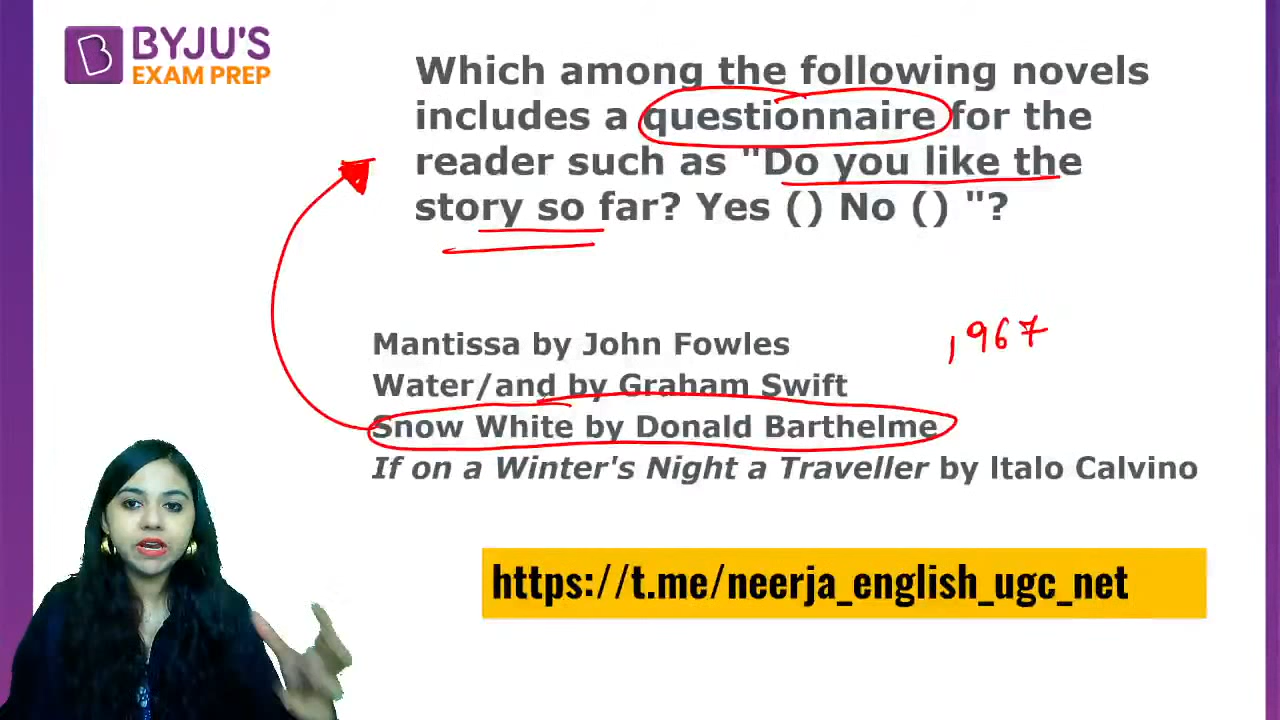 BYJU'S
EXAM PREP
Which among the following novels
includes a questionnaire for the
reader such as "Do you like the
story so far? Yes () No () "?
1967
Mantissa by John Fowles
Water/and by Graham Swift
Snow White by Donald Barthelme
If on a Winter's Night a Traveller by Italo Calvino
https://t.me/neerja_english_ugc_net